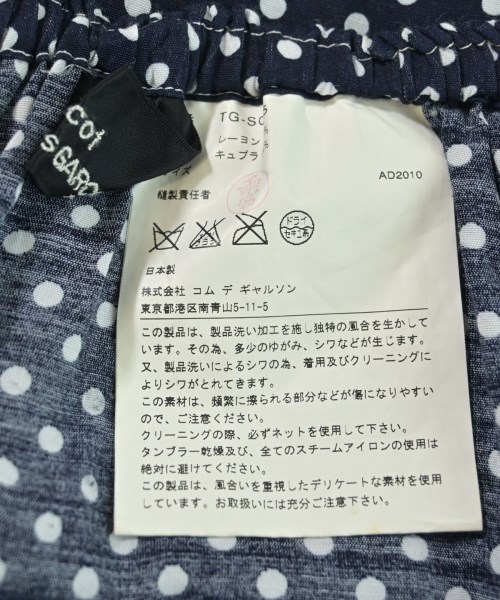 TG-S
レーヨン
キュプラ
イズ
AD2010
縫製責任者
ドライ
セキユ系
日本製
株式会社 コム デ ギャルソン
東京都港区南青山5-11-5
この製品は、製品洗い加工を施し独特の風合を生かして
います。その為、多少のゆがみ、シワなどが生じます。
又、製品洗いによるシワの為、着用及びクリーニングに
よりシワがとれてきます。
この素材は、頻繁に擦られる部分などが傷になりやすい
ので、ご注意ください。
クリーニングの際、必ずネットを使用して下さい。
タンブラー乾燥及び、全てのスチームアイロンの使用は
絶対に避けてください。
この製品は、風合いを重視したデリケートな素材を使用
しています。お取扱いには充分ご注意下さい。